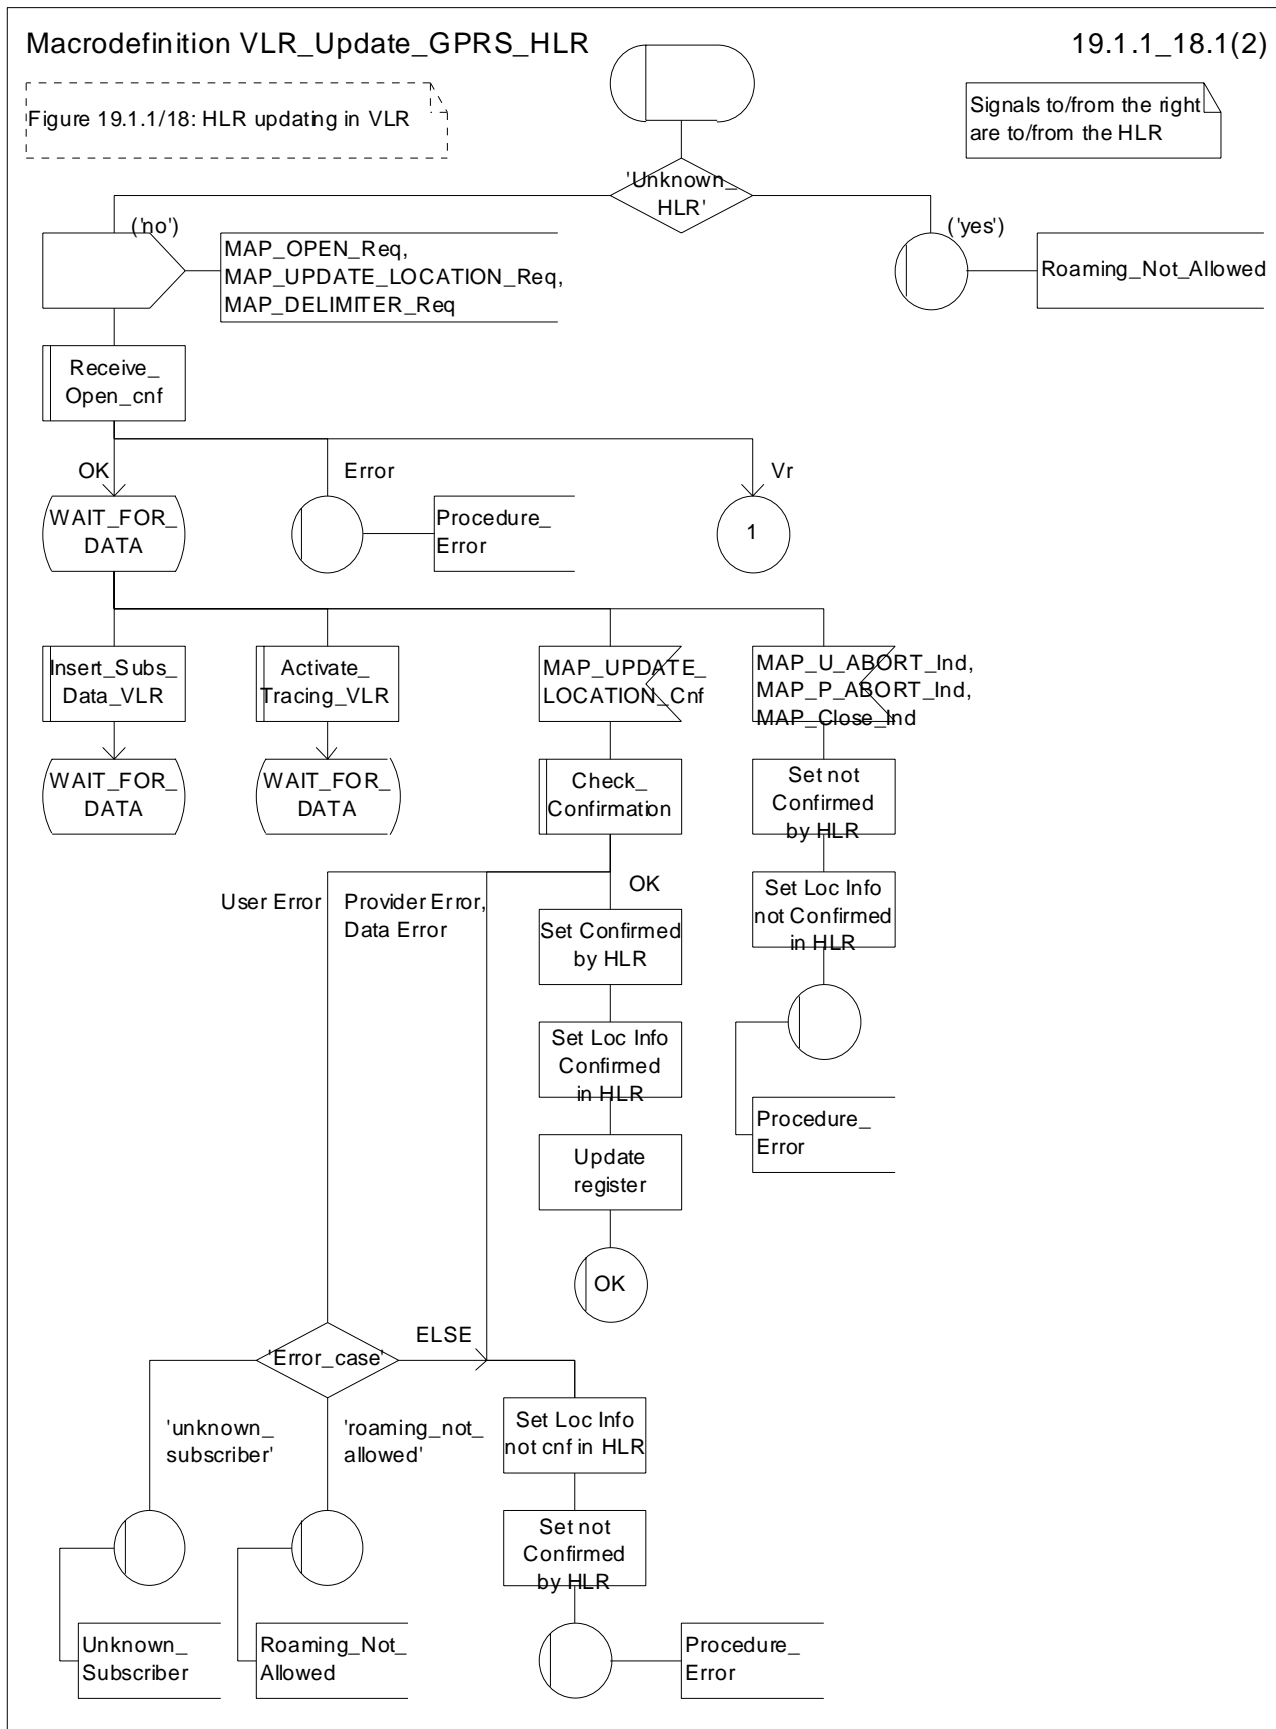 Macrodefinition VLR_Update_GPRS_HLR
19.1.1_18.1(2)
Figure 19.1.1/18: HLR updating in VLR
Signals to/from the right
are to/from the HLR
'Unknown_
HLR'
('no')
('yes')
MAP_OPEN_Req,
MAP_UPDATE_LOCATION_Req,
MAP_DELIMITER_Req
Roaming_Not_Allowed
Receive_
Open_cnf
OK
Error
Vr
WAIT_FOR_
DATA
Procedure_
Error
1
Insert_Subs_
Data_VLR
Activate_
Tracing_VLR
MAP_UPDATE_
LOCATION_Cnf
MAP_U_ABORT_Ind,
MAP_P_ABORT_Ind,
MAP_Close_Ind
WAIT_FOR_
DATA
WAIT_FOR_
DATA
Check_
Confirmation
Set not
Confirmed
by HLR
User Error
Provider Error,
Data Error
OK
Set Confirmed
by HLR
Set Loc Info
not Confirmed
in HLR
Set Loc Info
Confirmed
in HLR
Procedure_
Error
Update
register
OK
'Error_case'
ELSE
'unknown_
subscriber'
'roaming_not_
allowed'
Set Loc Info
not cnf in HLR
Set not
Confirmed
by HLR
Unknown_
Subscriber
Roaming_Not_
Allowed
Procedure_
Error